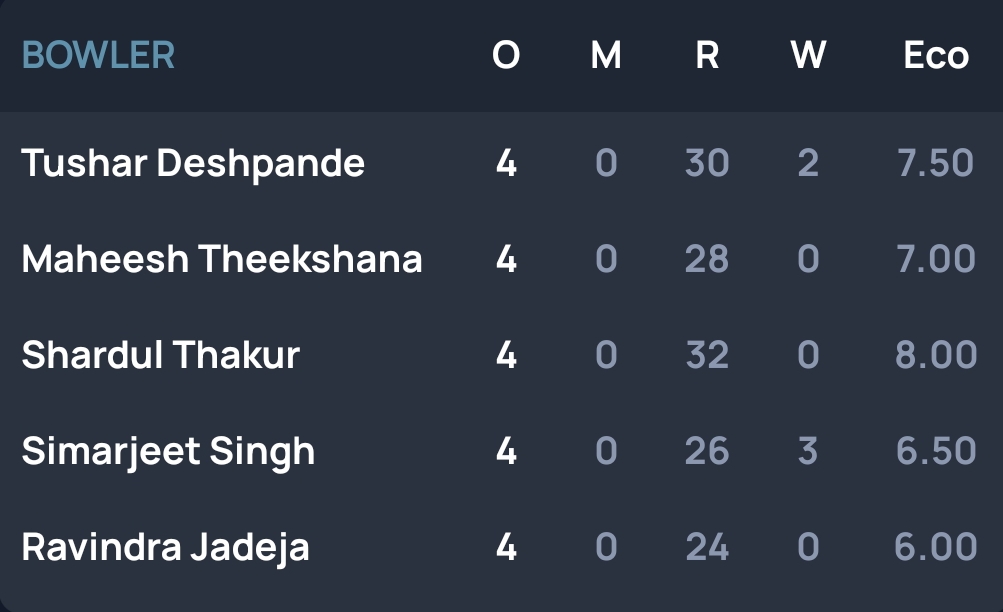 BOWLER O M R W Eco
Tushar Deshpande 4 0 30 2 7.50
Maheesh Theekshana 4 0 28 0 7.00
Shardul Thakur 4 0 32 0 8.00
Simarjeet Singh 4 0 26 3 6.50
Ravindra Jadeja 4 0 24 0 6.00